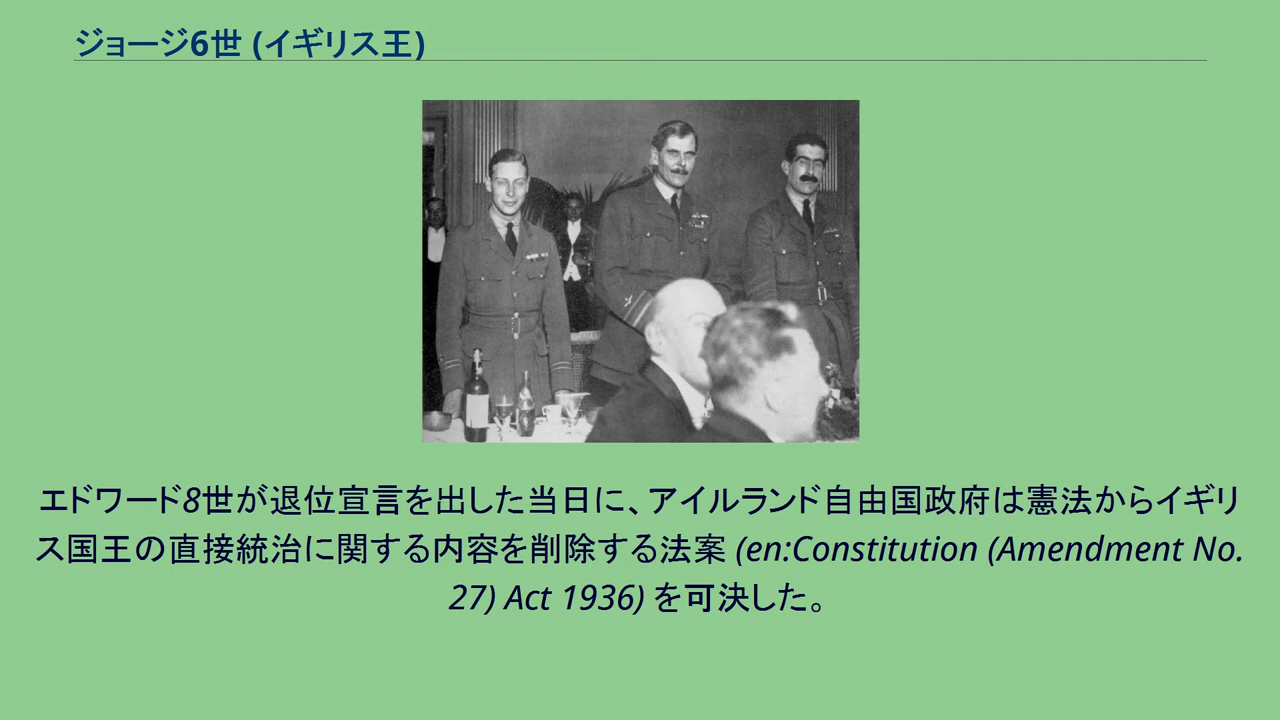 ジョージ6世 (イギリス王)
エドワード8世が退位宣言を出した当日に、アイルランド自由国政府は憲法からイギリ
ス国王の直接統治に関する内容を削除する法案 (en:Constitution (Amendment No.
27) Act 1936) を可決した。